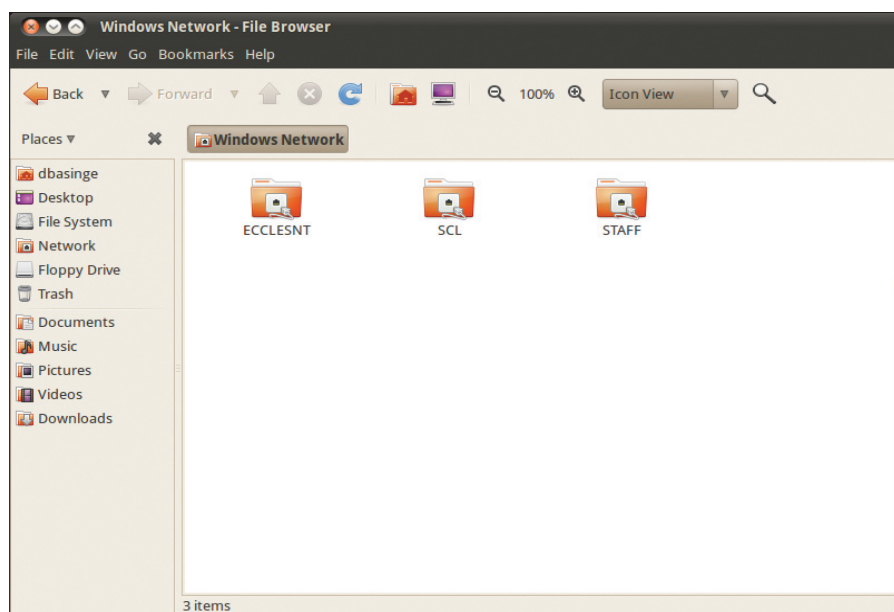 Windows Network - File Browser
File Edit View Go Bookmarks Help
Back Forward 100% Icon View
Places Windows Network
dbasinge
Desktop
File System
Network
Floppy Drive
Trash
Documents
Music
Pictures
Videos
Downloads
ECCLESNT SCL STAFF
3 items